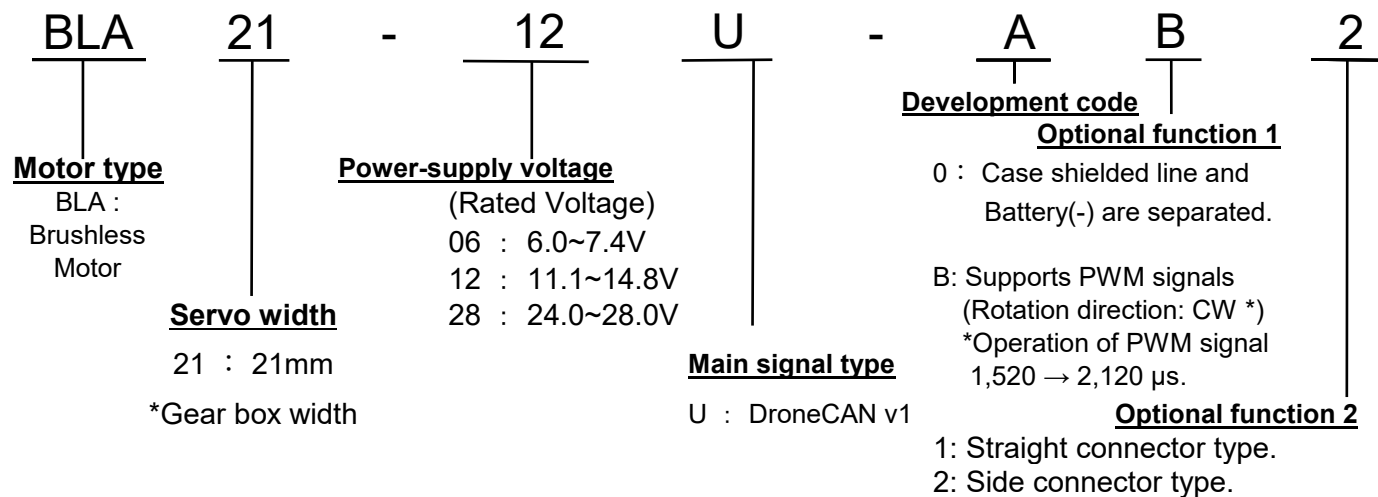 BLA 21 - 12 U - A B 2
Development code
Optional function 1
Motor type
BLA :
Brushless
Motor
Power-supply voltage
(Rated Voltage)
06 : 6.0~7.4V
12 : 11.1~14.8V
28 : 24.0~28.0V
0 : Case shielded line and
Battery(-) are separated.
B: Supports PWM signals
(Rotation direction: CW *)
*Operation of PWM signal
1,520 → 2,120 μs.
Servo width
21 : 21mm
*Gear box width
Main signal type
U : DroneCAN v1
Optional function 2
1: Straight connector type.
2: Side connector type.